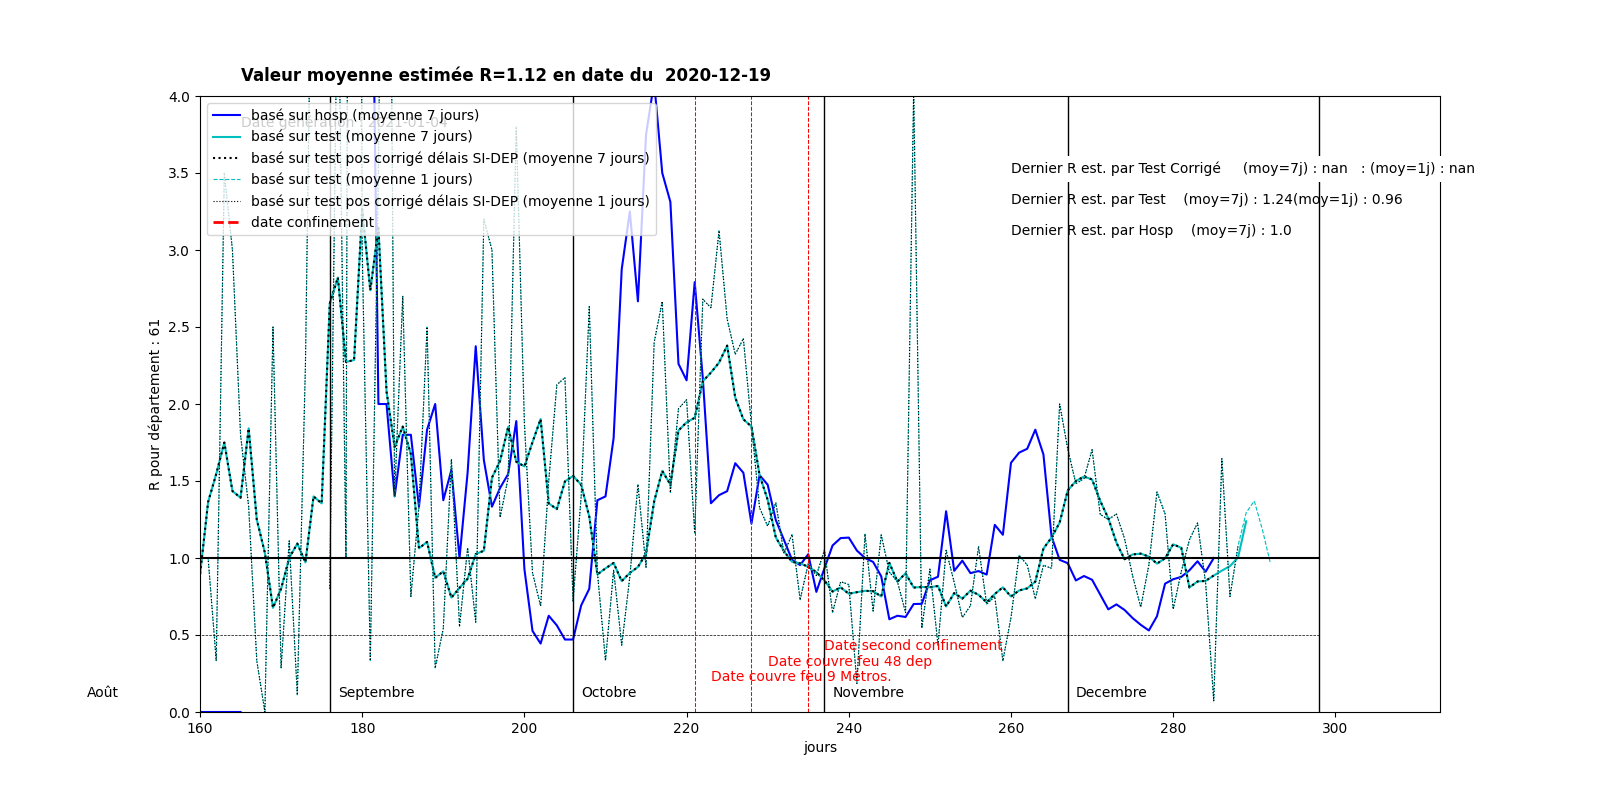 Valeur moyenne estimée R=1.12 en date du  2020-12-19
Date génération : 2021-01-04
basé sur hosp (moyenne 7 jours)
basé sur test (moyenne 7 jours)
basé sur test pos corrigé délais SI-DEP (moyenne 7 jours)
basé sur test (moyenne 1 jours)
basé sur test pos corrigé délais SI-DEP (moyenne 1 jours)
date confinement
Dernier R est. par Test Corrigé     (moy=7j) : nan   : (moy=1j) : nan
Dernier R est. par Test    (moy=7j) : 1.24(moy=1j) : 0.96
Dernier R est. par Hosp    (moy=7j) : 1.0
4.0
3.5
3.0
2.5
2.0
1.5
1.0
0.5
0.0
R pour département : 61
Date second confinement
Date couvre feu 48 dep
Date couvre feu 9 Métros.
Août
Septembre
Octobre
Novembre
Decembre
160
180
200
220
240
260
280
300
jours